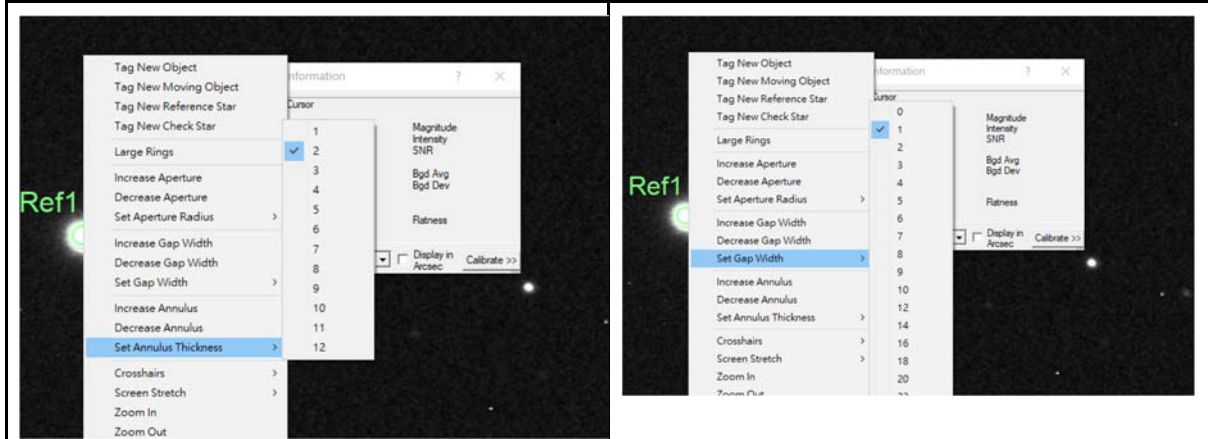 Tag New Object
Tag New Moving Object
Tag New Reference Star
Tag New Check Star
Large Rings
Increase Aperture
Decrease Aperture
Set Aperture Radius >
Increase Gap Width
Decrease Gap Width
Set Gap Width >
Increase Annulus
Decrease Annulus
Set Annulus Thickness >
Crosshairs >
Screen Stretch >
Zoom In
Zoom Out
1
2
3
4
5
6
7
8
9
10
11
12
nformation ? ×
Cursor
Magnitude
Intensity
SNR
Bgd Avg
Bgd Dev
Flatness
Display in
Arcsec
Calibrate >>
Ref1
Tag New Object
Tag New Moving Object
Tag New Reference Star
Tag New Check Star
Large Rings
Increase Aperture
Decrease Aperture
Set Aperture Radius >
Increase Gap Width
Decrease Gap Width
Set Gap Width >
Increase Annulus
Decrease Annulus
Set Annulus Thickness >
Crosshairs >
Screen Stretch >
Zoom In
Zoom Out
0
1
2
3
4
5
6
7
8
9
10
12
14
16
18
20
22
nformation ? ×
Cursor
Magnitude
Intensity
SNR
Bgd Avg
Bgd Dev
Flatness
Display in
Arcsec
Calibrate >>
Ref1